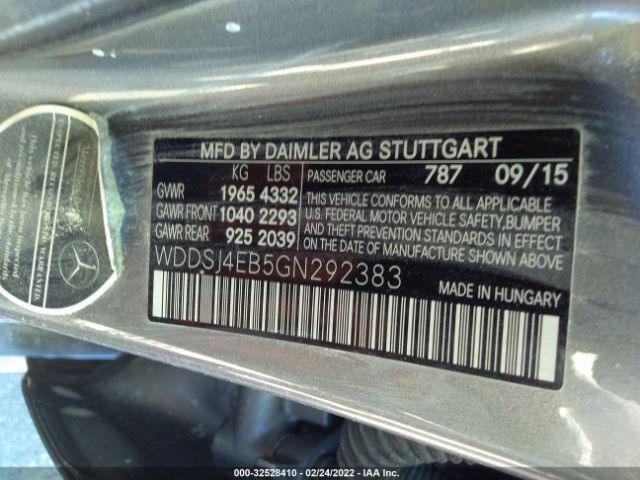 MFD BY DAIMLER AG STUTTGART
KG LBS
GVWR 1965 4332
GAWR FRONT 1040 2293
GAWR REAR 925 2039
PASSENGER CAR 787 09/15
THIS VEHICLE CONFORMS TO ALL APPLICABLE
U.S. FEDERAL MOTOR VEHICLE SAFETY, BUMPER
AND THEFT PREVENTION STANDARDS IN EFFECT
ON THE DATE OF MANUFACTURE SHOWN ABOVE.
WDDSJ4EB5GN292383
MADE IN HUNGARY
000-32528410 - 02/24/2022 - IAA Inc.